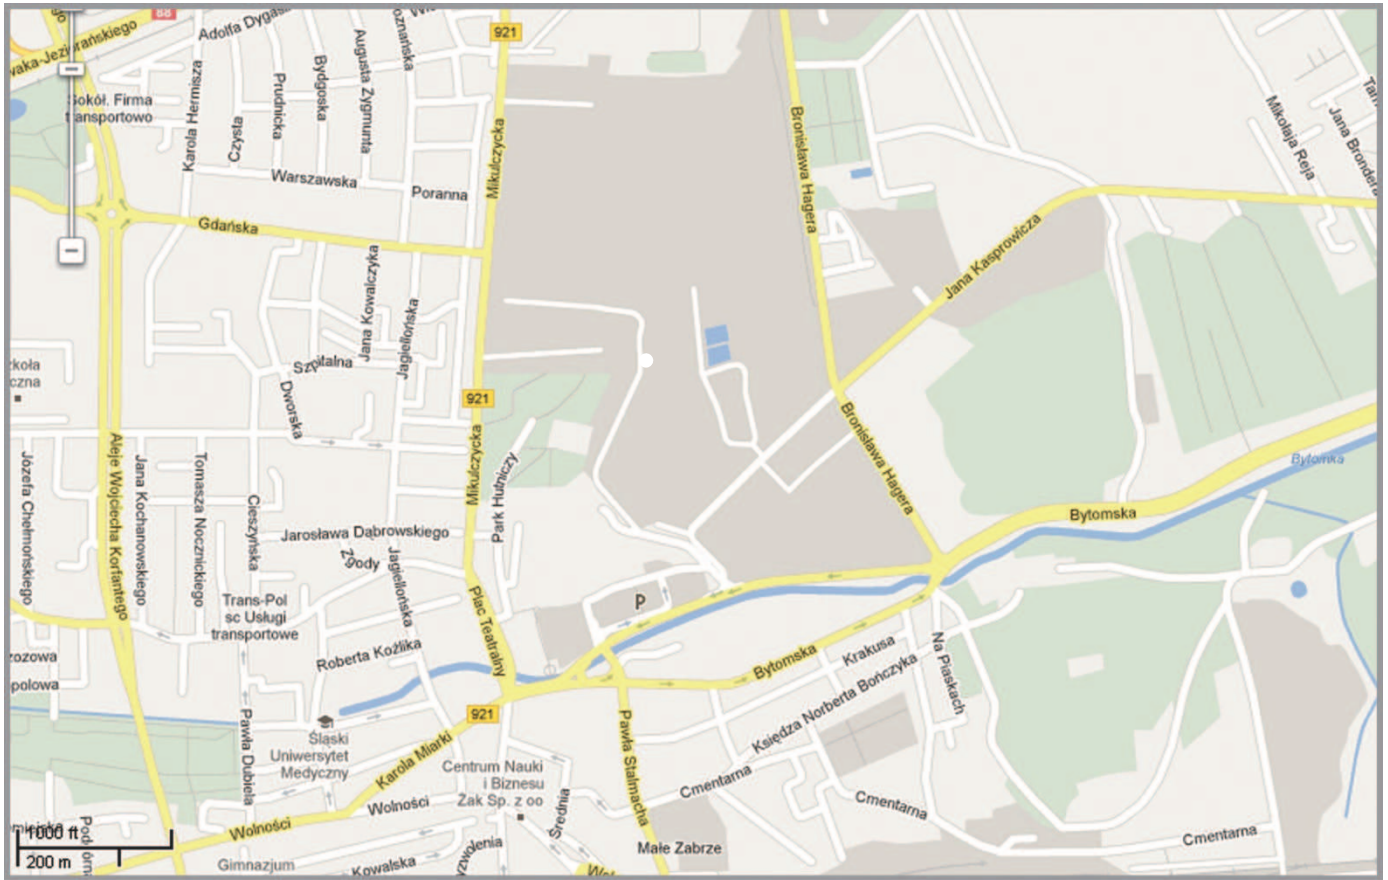 88
Adolfa Dygas
921
Sokół. Firma
transportowo
Karola Hermisza
Czysta
Prudnicka
Bydgoska
Augusta Zygmunta
Mikulczycka
Bronisława Hagera
Mikołaja Reja
Jana Brondera
Warszawska
Poranna
Gdańska
Jana Kowalczyka
Jagiellońska
Jana Kasprowicza
Szpitalna
Dworska
921
Mikulczycka
Bronisława Hagera
Józefa Chełmońskiego
Aleje Wojciecha Korfantego
Jana Kochanowskiego
Tomasza Nocznickiego
Cieszyńska
Park Hutniczy
Bytomka
Bytomska
Jarosława Dąbrowskiego
Zgody
Jagiellońska
Trans-Pol
sc Usługi
transportowe
Plac Teatralny
P
Roberta Koźlika
Bytomska
Krakusa
Księdza Norberta Bończyka
Na Piaskach
921
Pawła Dubiela
Śląski
Uniwersytet
Medyczny
Karola Miarki
Centrum Nauki
i Biznesu
Żak Sp. z oo
Pawła Stalmacha
Cmentarna
Cmentarna
Cmentarna
Średnia
Wolności
Wolności
1000 ft
200 m
Gimnazjum
Kowalska
Małe Zabrze